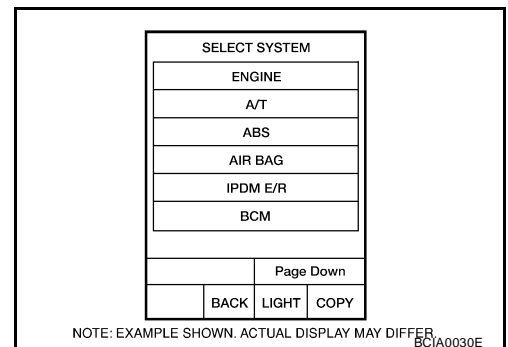 SELECT SYSTEM
ENGINE
A/T
ABS
AIR BAG
IPDM E/R
BCM
Page Down
BACK LIGHT COPY
NOTE: EXAMPLE SHOWN. ACTUAL DISPLAY MAY DIFFER.
BCIA0030E